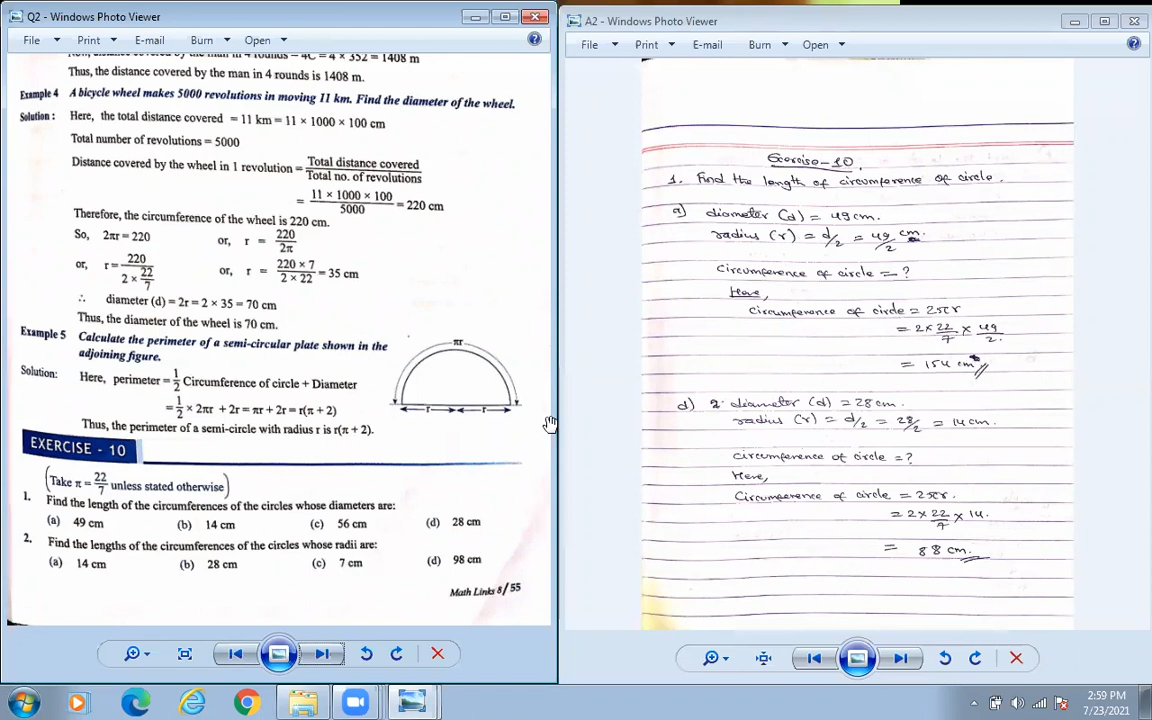 Q2 - Windows Photo Viewer
File Print E-mail Burn Open
Thus, the distance covered by the man in 4 rounds is 1408 m.
Example 4 A bicycle wheel makes 5000 revolutions in moving 11 km. Find the diameter of the wheel.
Solution : Here, the total distance covered = 11 km = 11 × 1000 × 100 cm
Total number of revolutions = 5000
Distance covered by the wheel in 1 revolution = Total distance covered / Total no. of revolutions
= 11 × 1000 × 100 / 5000 = 220 cm
Therefore, the circumference of the wheel is 220 cm.
So, 2πr = 220 or, r = 220 / 2π
or, r = 220 / 2 × 22/7 or, r = 220 × 7 / 2 × 22 = 35 cm
∴ diameter (d) = 2r = 2 × 35 = 70 cm
Thus, the diameter of the wheel is 70 cm.
Example 5 Calculate the perimeter of a semi-circular plate shown in the
adjoining figure.
πr
Solution: Here, perimeter = 1/2 Circumference of circle + Diameter
= 1/2 × 2πr + 2r = πr + 2r = r(π + 2)
r r
Thus, the perimeter of a semi-circle with radius r is r(π + 2).
EXERCISE - 10
(Take π = 22/7 unless stated otherwise)
1. Find the length of the circumferences of the circles whose diameters are:
(a) 49 cm (b) 14 cm (c) 56 cm (d) 28 cm
2. Find the lengths of the circumferences of the circles whose radii are:
(a) 14 cm (b) 28 cm (c) 7 cm (d) 98 cm
Math Links 8/55
A2 - Windows Photo Viewer
File Print E-mail Burn Open
Exercise-10.
1. Find the length of circumference of circle.
a) diameter (d) = 49 cm.
radius (r) = d/2 = 49/2 cm.
Circumference of circle = ?
Here,
Circumference of circle = 2πr
= 2 × 22/7 × 49/2.
= 154 cm
d) 2. diameter (d) = 28 cm.
radius (r) = d/2 = 28/2 = 14 cm.
circumference of circle = ?
Here,
Circumference of circle = 2πr.
= 2 × 22/7 × 14.
= 88 cm.
2:59 PM
7/23/2021